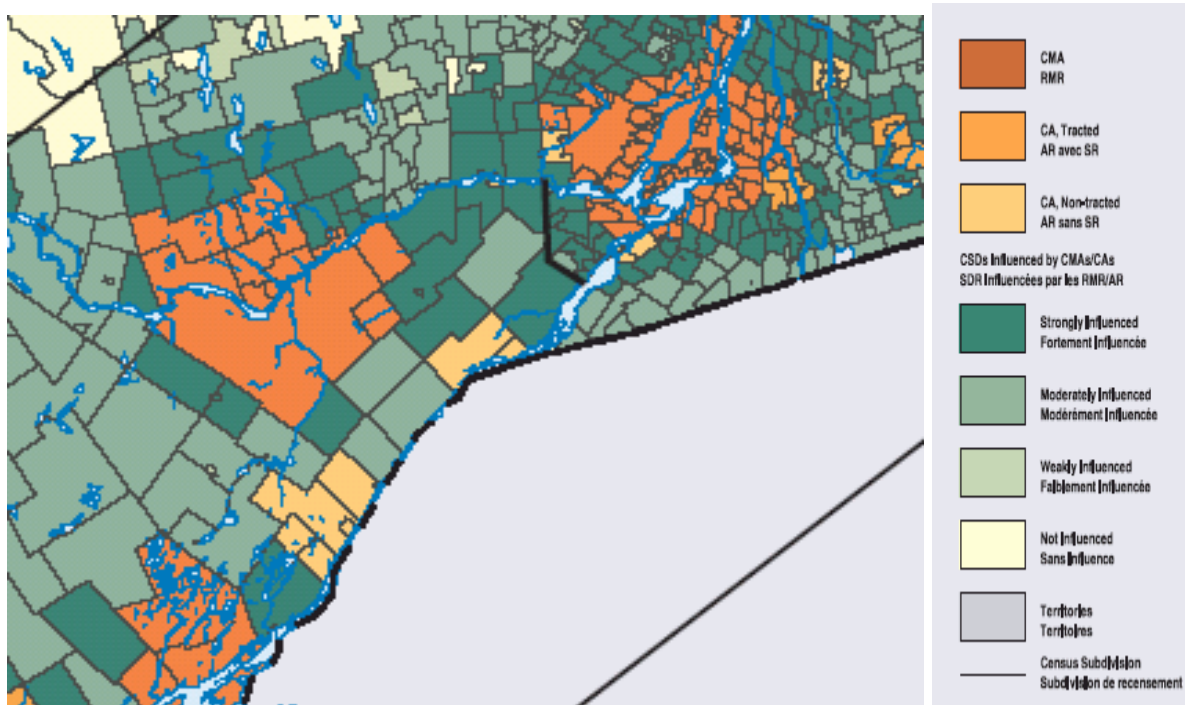 CMA
RMR
CA, Tracted
AR avec SR
CA, Non-tracted
AR sans SR
CSDs Influenced by CMAs/CAs
SDR Influencées par les RMR/AR
Strongly Influenced
Fortement Influencée
Moderately Influenced
Modérément Influencée
Weakly Influenced
Faiblement Influencée
Not Influenced
Sans Influence
Territories
Territoires
Census Subdivision
Subdivision de recensement